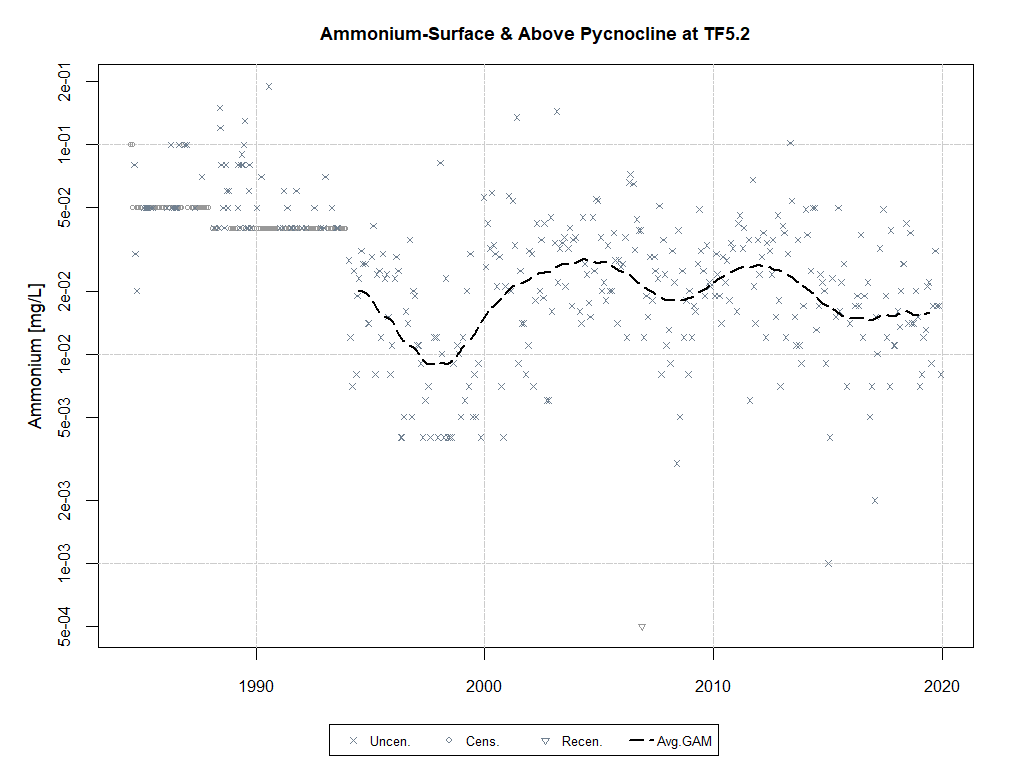 Ammonium-Surface & Above Pycnocline at TF5.2
Ammonium [mg/L]
2e-01
1e-01
5e-02
2e-02
1e-02
5e-03
2e-03
1e-03
5e-04
1990 2000 2010 2020
Uncen. Cens. Recen. Avg.GAM